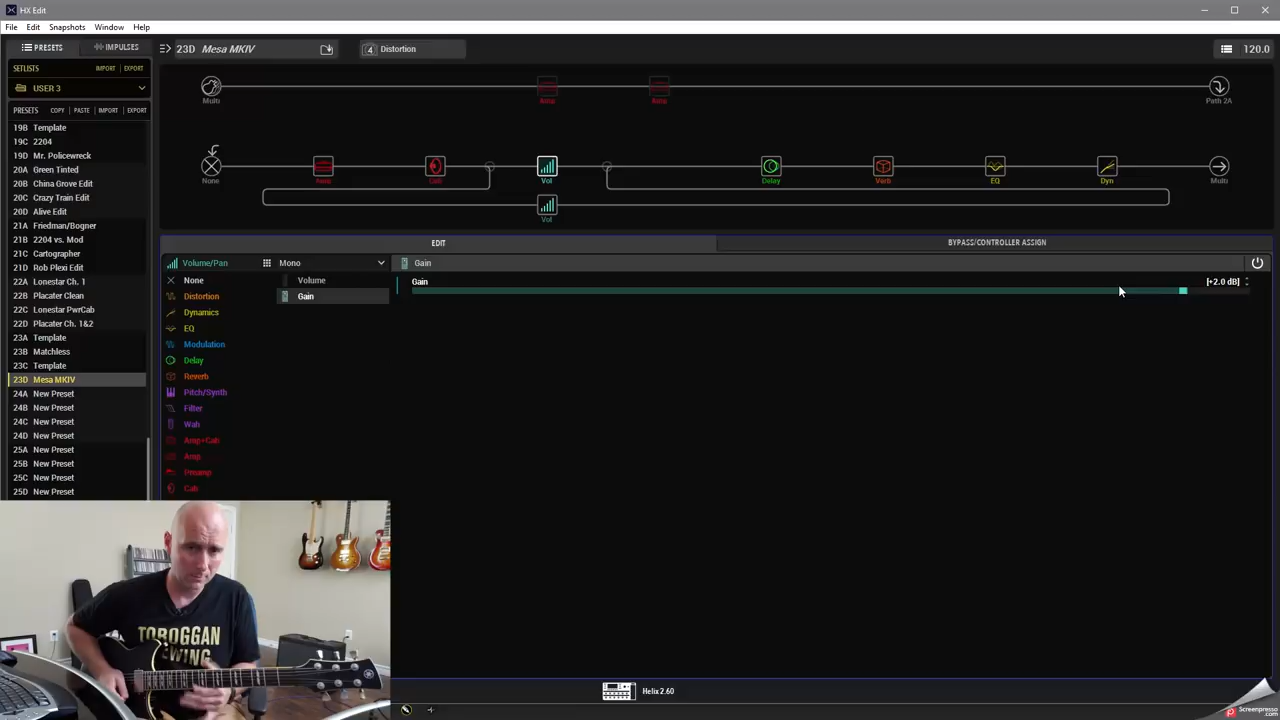 HX Edit
File Edit Snapshots Window Help
PRESETS IMPULSES
23D Mesa MKIV
4 Distortion
120.0
SETLISTS IMPORT EXPORT
USER 3
PRESETS COPY PASTE IMPORT EXPORT
19B Template
19C 2204
19D Mr. Policewreck
20A Green Tinted
20B China Grove Edit
20C Crazy Train Edit
20D Alive Edit
21A Friedman/Bogner
21B 2204 vs. Mod
21C Cartographer
21D Rob Plexi Edit
22A Lonestar Ch. 1
22B Placater Clean
22C Lonestar PwrCab
22D Placater Ch. 1&2
23A Template
23B Matchless
23C Template
23D Mesa MKIV
24A New Preset
24B New Preset
24C New Preset
24D New Preset
25A New Preset
25B New Preset
25C New Preset
25D New Preset
Multi Amp Amp Path 2A
None Amp Cab Vol Delay Verb EQ Dyn Multi
Vol
EDIT BYPASS/CONTROLLER ASSIGN
Volume/Pan Mono Gain
None
Distortion
Dynamics
EQ
Modulation
Delay
Reverb
Pitch/Synth
Filter
Wah
Amp+Cab
Amp
Preamp
Cab
Volume
Gain
Gain [+2.0 dB]
TOBOGGAN
EWING
Helix 2.60
Screenpresso
.com